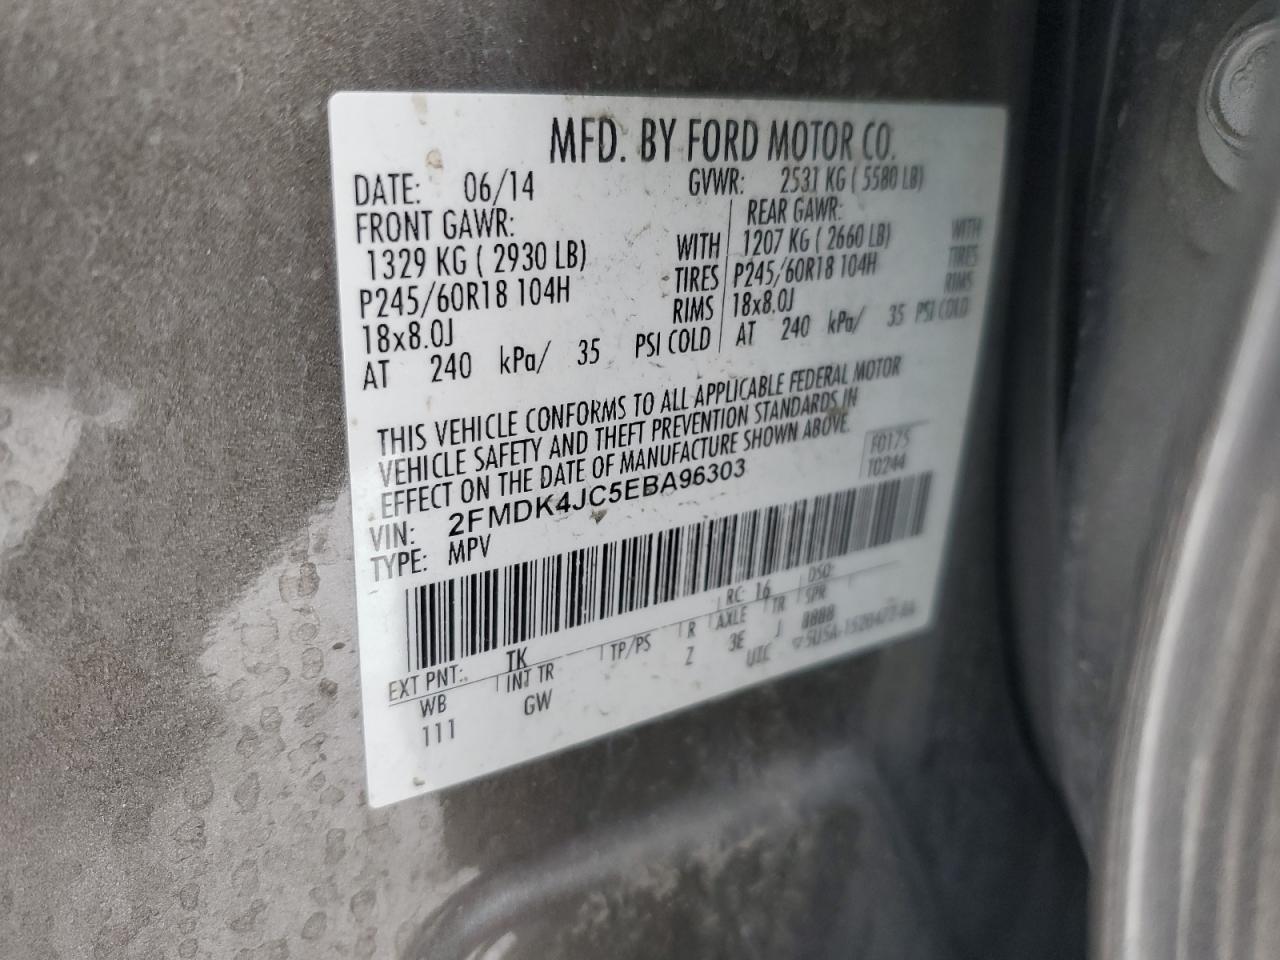 MFD. BY FORD MOTOR CO.
DATE: 06/14 GVWR: 2531 KG ( 5580 LB)
FRONT GAWR: REAR GAWR:
1329 KG ( 2930 LB) WITH 1207 KG ( 2660 LB) WITH
P245/60R18 104H TIRES P245/60R18 104H TIRES
18x8.0J RIMS 18x8.0J RIMS
AT 240 kPa/ 35 PSI COLD AT 240 kPa/ 35 PSI COLD
THIS VEHICLE CONFORMS TO ALL APPLICABLE FEDERAL MOTOR
VEHICLE SAFETY AND THEFT PREVENTION STANDARDS IN
EFFECT ON THE DATE OF MANUFACTURE SHOWN ABOVE.
F0175
T0244
VIN: 2FMDK4JC5EBA96303
TYPE: MPV
EXT PNT: TK RC: 16 DSO:
WB INT TR TP/PS R AXLE TR SPR
111 GW Z 3E J 8888
UTC